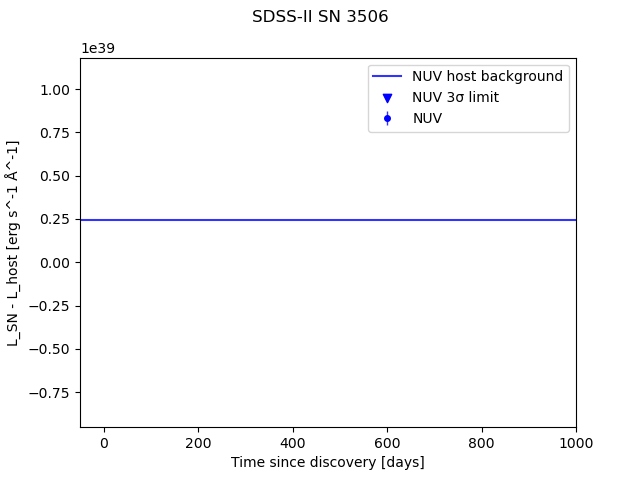 SDSS-II SN 3506
1e39
NUV host background
NUV 3σ limit
NUV
1.00
0.75
0.50
0.25
0.00
−0.25
−0.50
−0.75
L_SN - L_host [erg s^-1 Å^-1]
0 200 400 600 800 1000
Time since discovery [days]